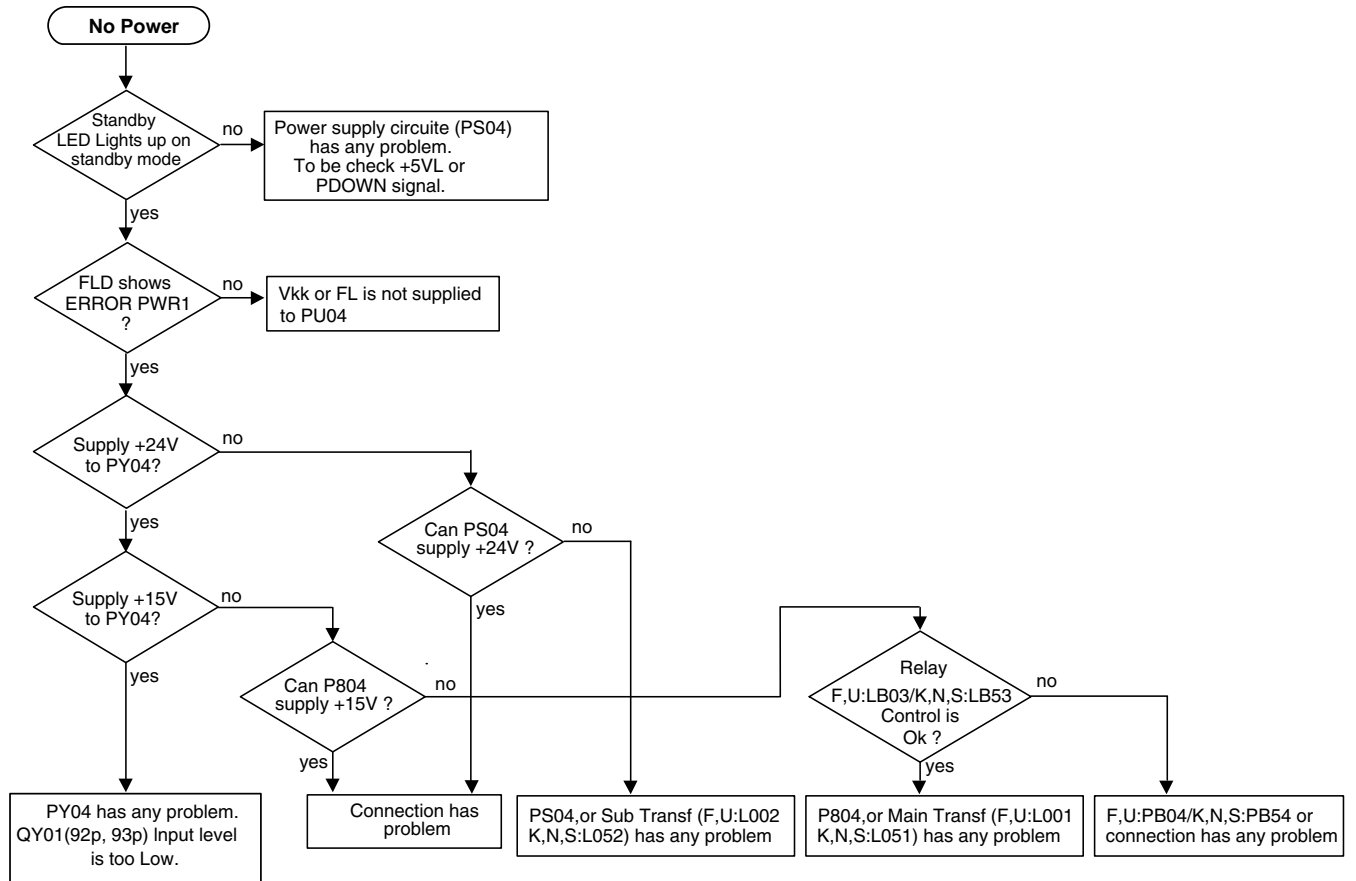 No Power
Standby
LED Lights up on
standby mode
no
Power supply circuite (PS04)
has any problem.
To be check +5VL or
PDOWN signal.
yes
FLD shows
ERROR PWR1
?
no
Vkk or FL is not supplied
to PU04
yes
Supply +24V
to PY04?
no
yes
Can PS04
supply +24V ?
no
yes
Supply +15V
to PY04?
no
yes
Can P804
supply +15V ?
no
yes
Relay
F,U:LB03/K,N,S:LB53
Control is
Ok ?
no
yes
PY04 has any problem.
QY01(92p, 93p) Input level
is too Low.
Connection has
problem
PS04,or Sub Transf (F,U:L002
K,N,S:L052) has any problem
P804,or Main Transf (F,U:L001
K,N,S:L051) has any problem
F,U:PB04/K,N,S:PB54 or
connection has any problem